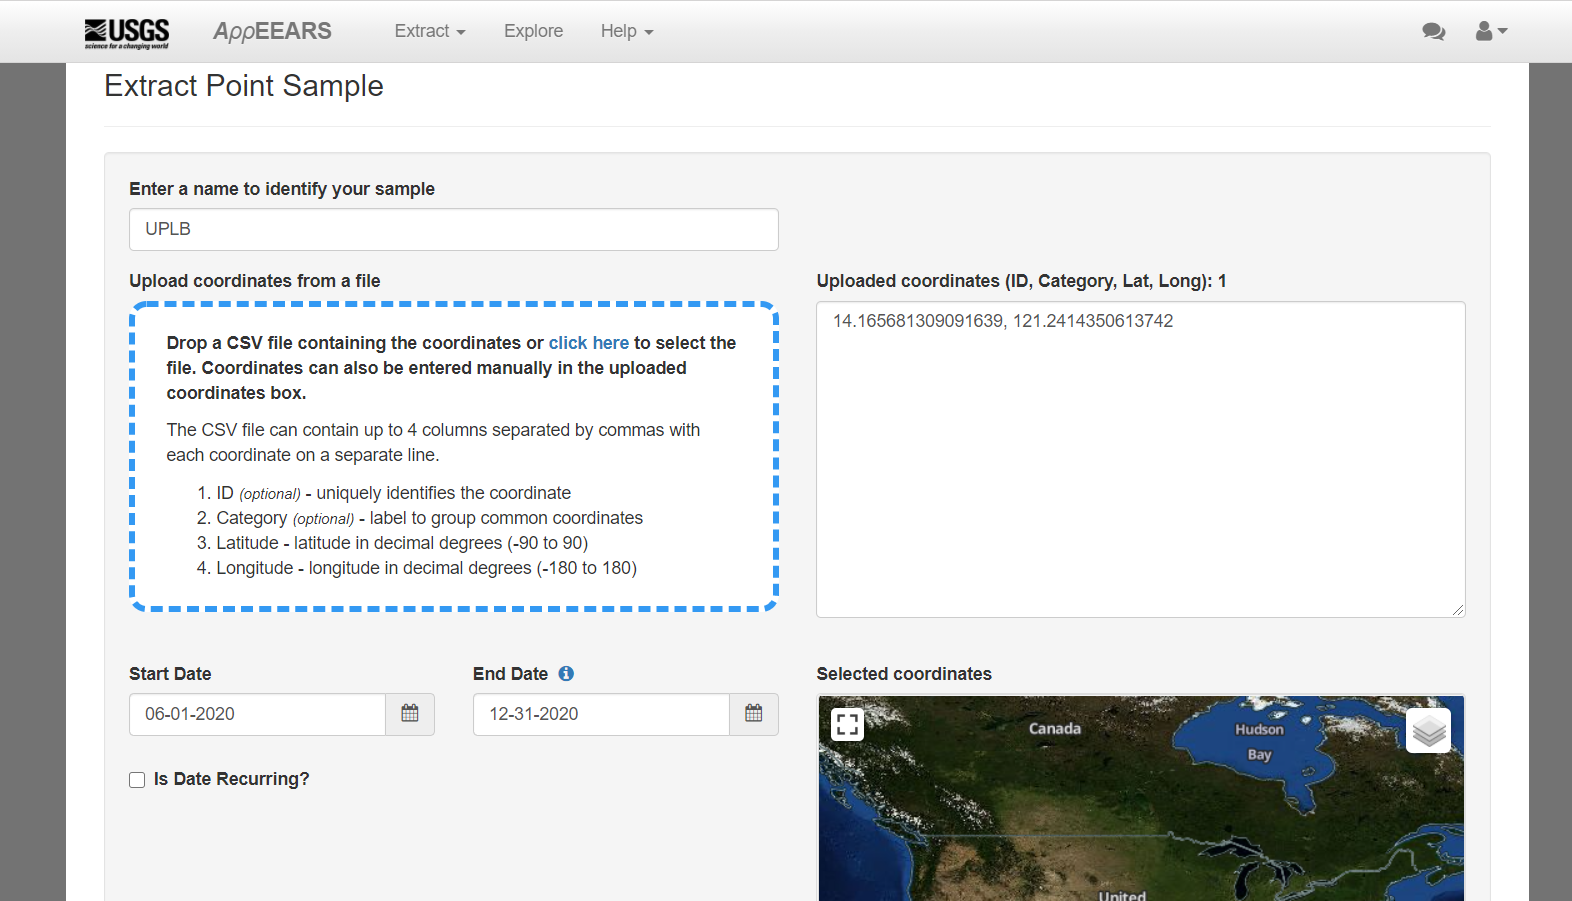 USGS
science for a changing world
AppEEARS
Extract
Explore
Help
Extract Point Sample
Enter a name to identify your sample
UPLB
Upload coordinates from a file
Drop a CSV file containing the coordinates or click here to select the
file. Coordinates can also be entered manually in the uploaded
coordinates box.
The CSV file can contain up to 4 columns separated by commas with
each coordinate on a separate line.
1. ID (optional) - uniquely identifies the coordinate
2. Category (optional) - label to group common coordinates
3. Latitude - latitude in decimal degrees (-90 to 90)
4. Longitude - longitude in decimal degrees (-180 to 180)
Uploaded coordinates (ID, Category, Lat, Long): 1
14.165681309091639, 121.2414350613742
Start Date
06-01-2020
End Date
12-31-2020
Is Date Recurring?
Selected coordinates
Canada
Hudson
Bay
United